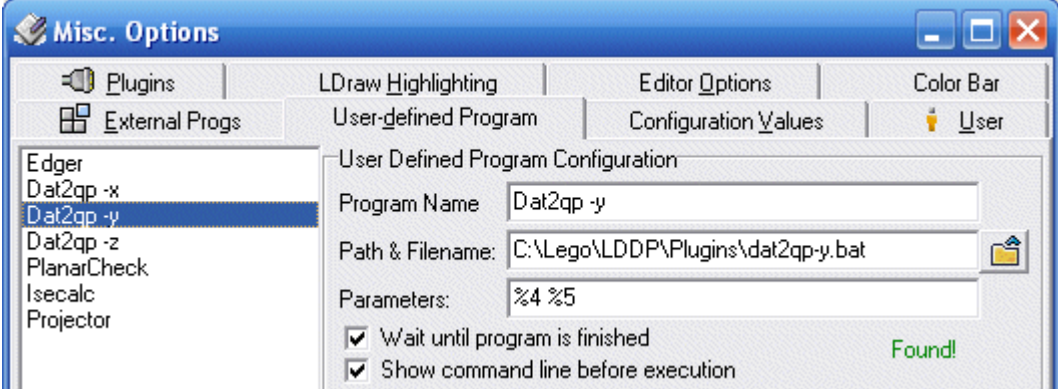 Misc. Options
Plugins
LDraw Highlighting
Editor Options
Color Bar
External Progs
User-defined Program
Configuration Values
User
Edger
Dat2qp -x
Dat2qp -y
Dat2qp -z
PlanarCheck
Isecalc
Projector
User Defined Program Configuration
Program Name
Dat2qp -y
Path & Filename:
C:\Lego\LDDP\Plugins\dat2qp-y.bat
Parameters:
%4 %5
Wait until program is finished
Found!
Show command line before execution